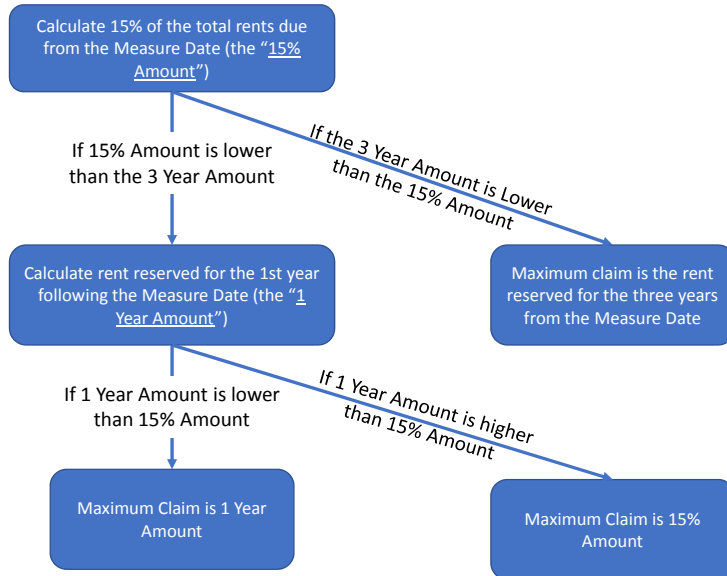 Calculate 15% of the total rents due
from the Measure Date (the “15%
Amount”)
If 15% Amount is lower
than the 3 Year Amount
If the 3 Year Amount is Lower
than the 15% Amount
Calculate rent reserved for the 1st year
following the Measure Date (the “1
Year Amount”)
Maximum claim is the rent
reserved for the three years
from the Measure Date
If 1 Year Amount is lower
than 15% Amount
If 1 Year Amount is higher
than 15% Amount
Maximum Claim is 1 Year
Amount
Maximum Claim is 15%
Amount